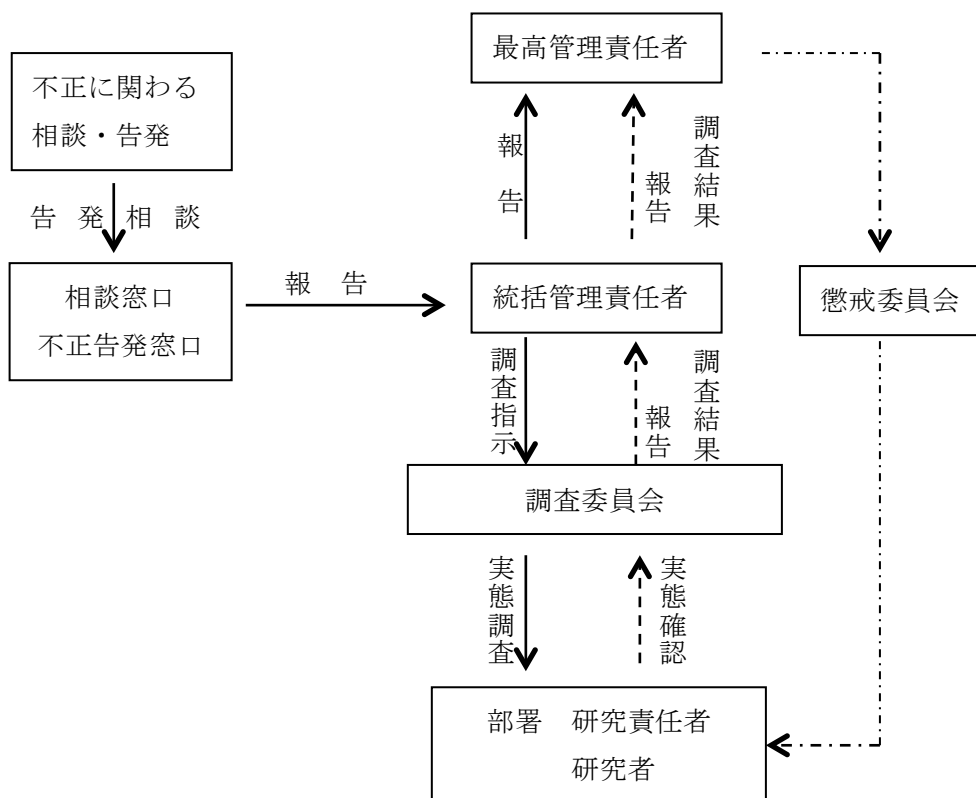 最高管理責任者
不正に関わる
相談・告発
報告
調査結果
報告
告発相談
相談窓口
不正告発窓口
報告
統括管理責任者
懲戒委員会
調査指示
調査結果
報告
調査委員会
実態調査
実態確認
部署 研究責任者
研究者